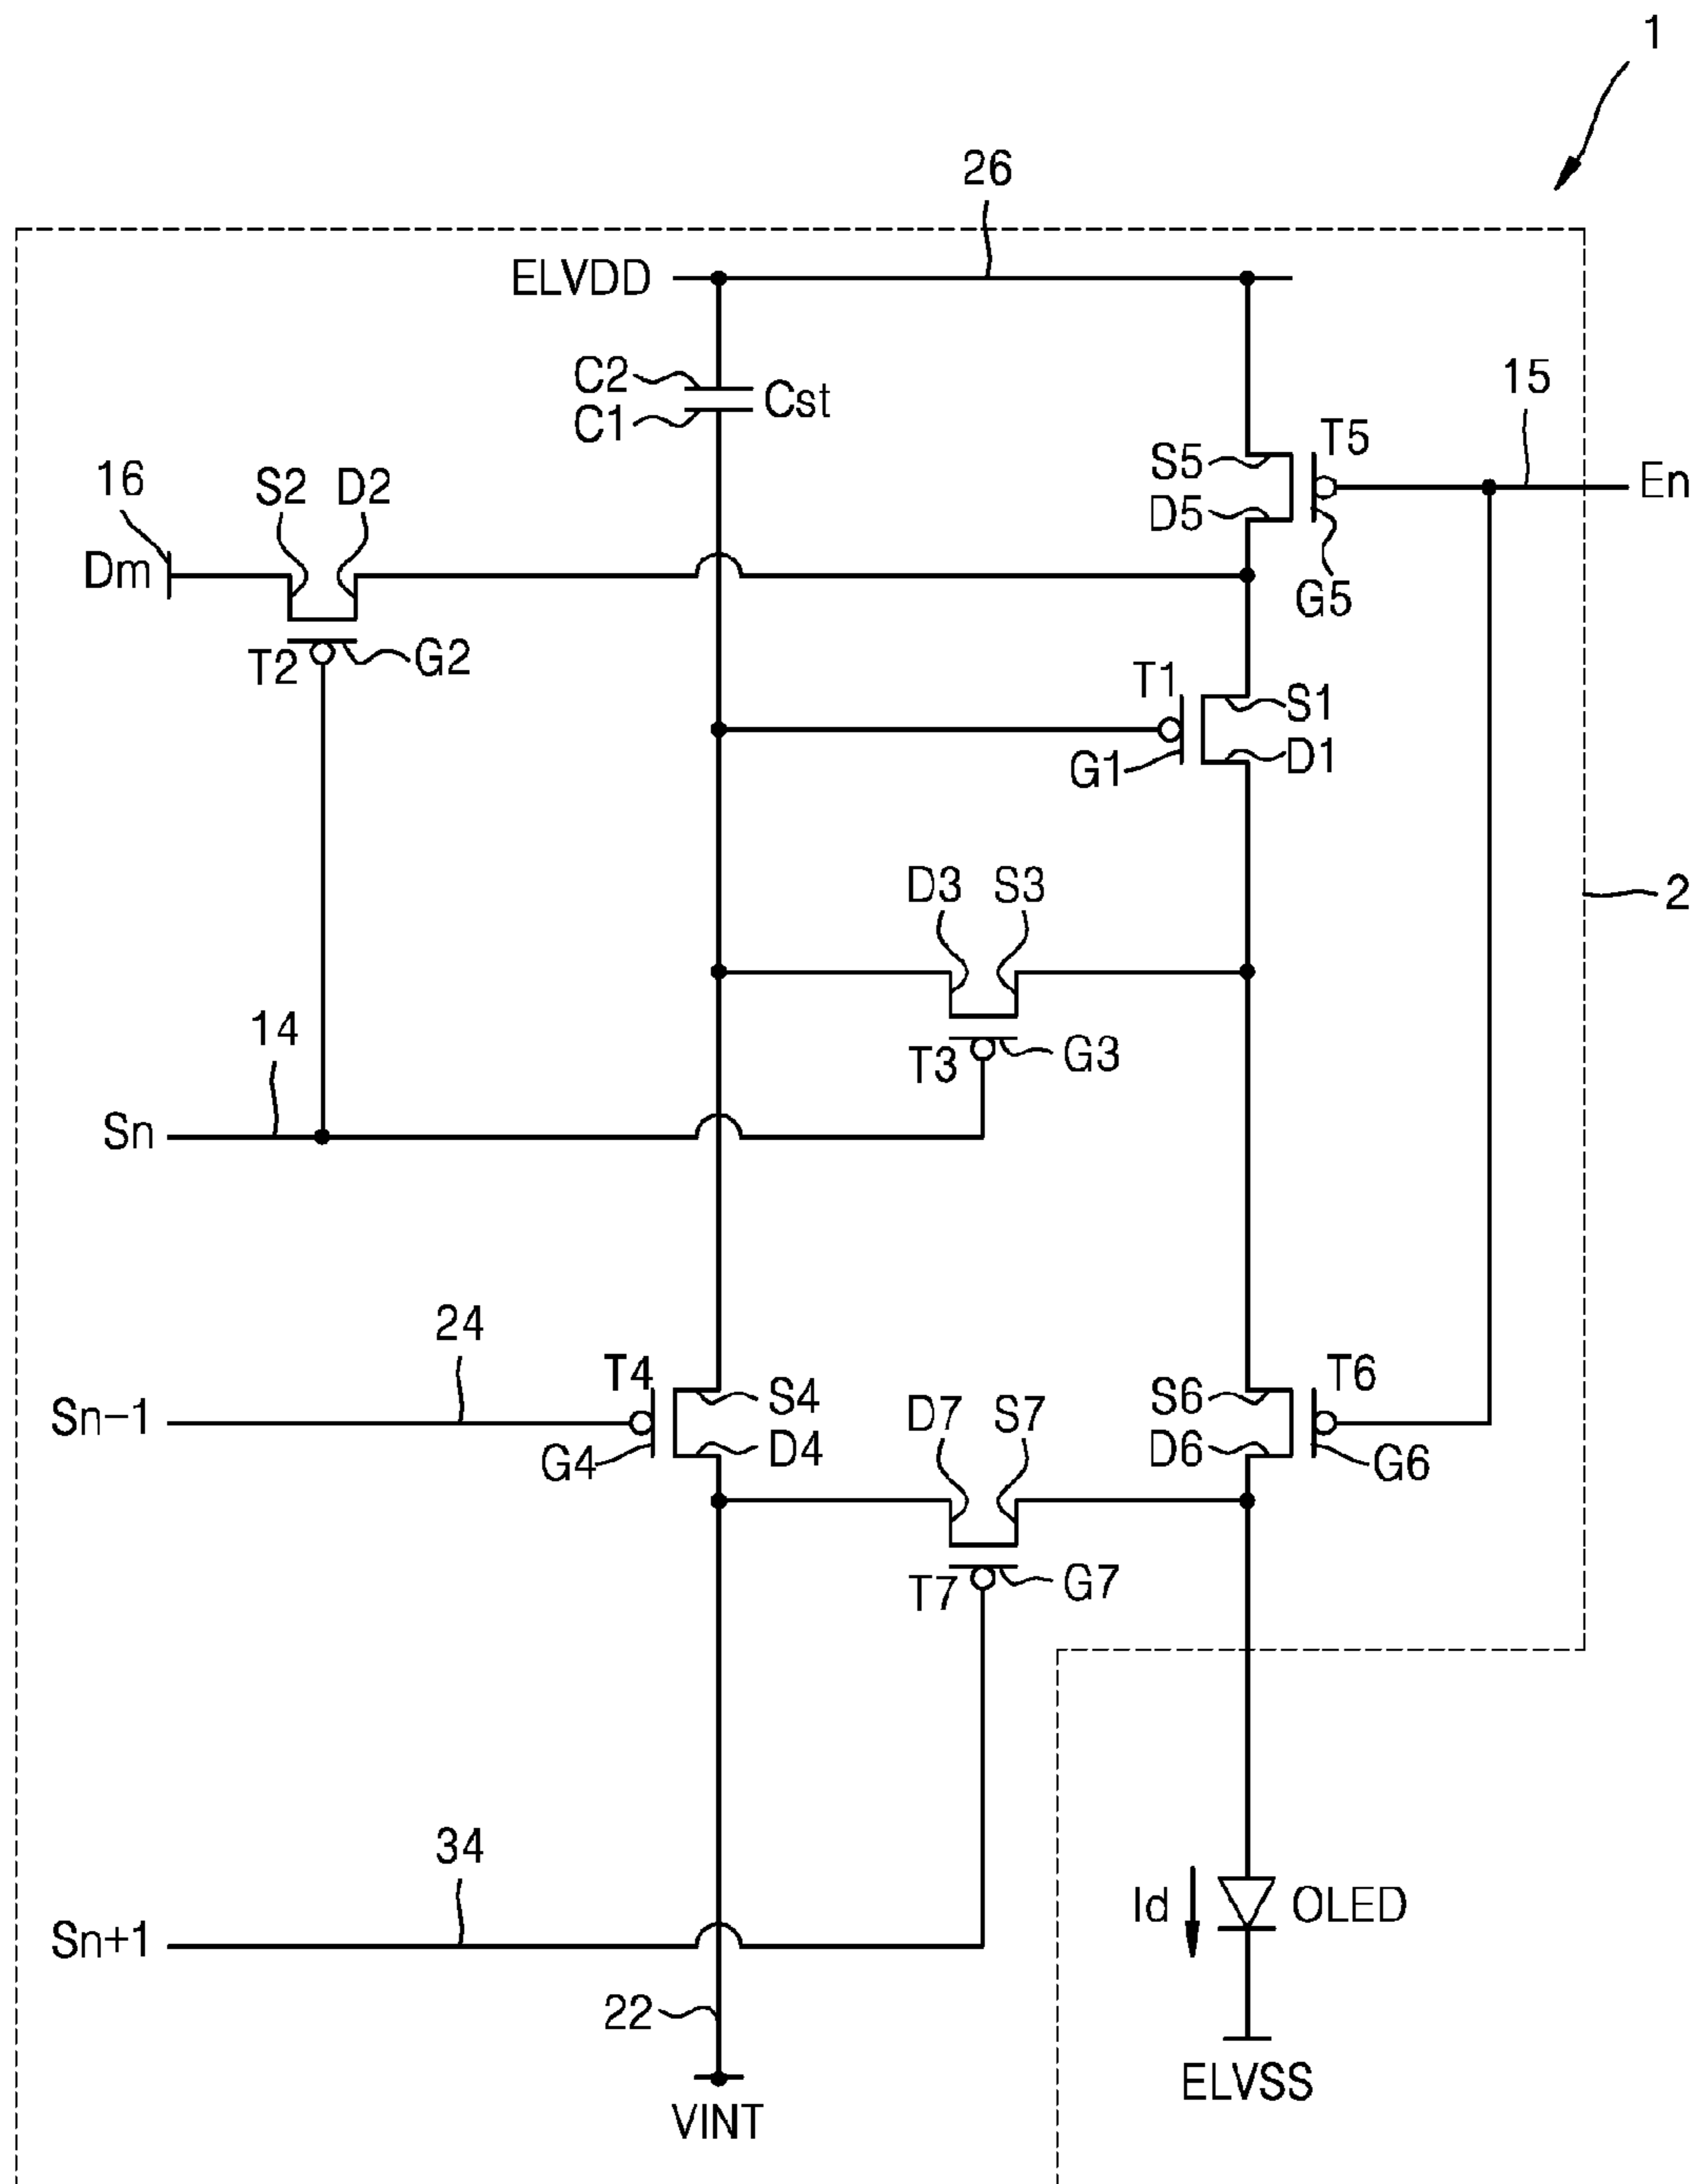 1
26
ELVDD
C2
C1
Cst
15
T5
S5
D5
En
G5
16
S2
D2
Dm
T2
G2
T1
S1
G1
D1
D3
S3
2
14
T3
G3
Sn
24
T4
S4
D7
S7
S6
T6
Sn-1
G4
D4
D6
G6
T7
G7
34
Id
OLED
Sn+1
22
ELVSS
VINT